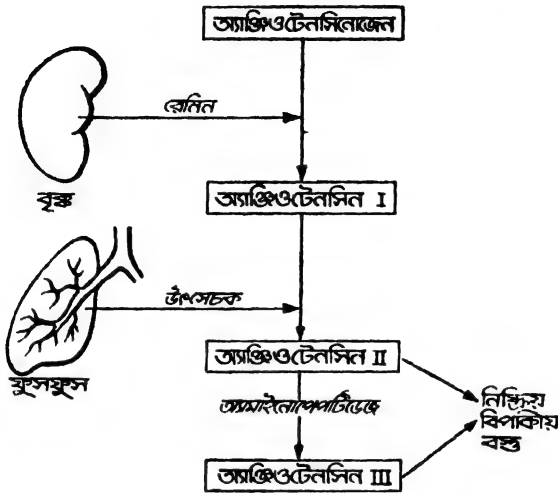 অ্যাঞ্জিওটেনসিনোজেন
রেনিন
বৃক্ক
অ্যাঞ্জিওটেনসিন I
উৎসেচক
ফুসফুস
অ্যাঞ্জিওটেনসিন II
অ্যামাইনোপেপটিডেজ
নিষ্ক্রিয়
বিপাকীয়
বস্তু
অ্যাঞ্জিওটেনসিন III